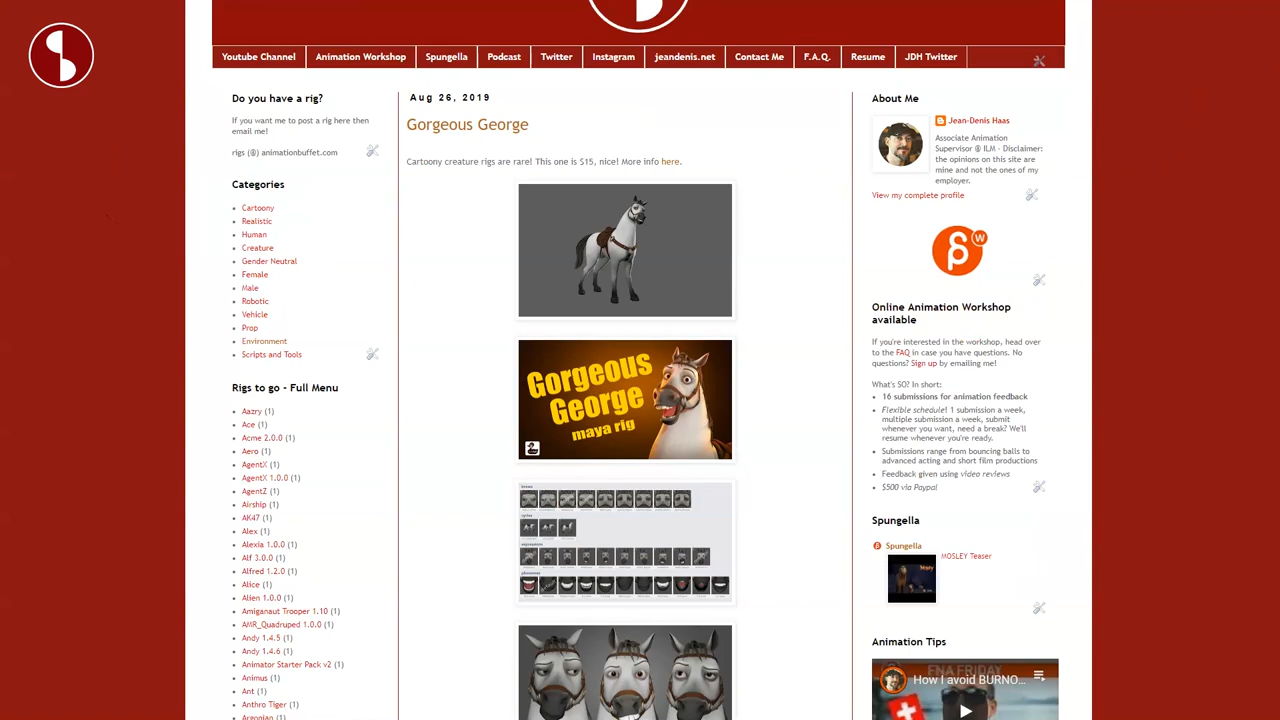 Youtube Channel
Animation Workshop
Spungella
Podcast
Twitter
Instagram
jeandenis.net
Contact Me
F.A.Q.
Resume
JDH Twitter
Do you have a rig?
If you want me to post a rig here then
email me!
rigs (@) animationbuffet.com
Categories
Cartoony
Realistic
Human
Creature
Gender Neutral
Female
Male
Robotic
Vehicle
Prop
Environment
Scripts and Tools
Rigs to go - Full Menu
Aazry (1)
Ace (1)
Acme 2.0.0 (1)
Aero (1)
AgentX (1)
AgentX 1.0.0 (1)
AgentZ (1)
Airship (1)
AK47 (1)
Alex (1)
Alexia 1.0.0 (1)
Alf 3.0.0 (1)
Alfred 1.2.0 (1)
Alice (1)
Alien 1.0.0 (1)
Amiganaut Trooper 1.10 (1)
AMR_Quadruped 1.0.0 (1)
Andy 1.4.5 (1)
Andy 1.4.6 (1)
Animator Starter Pack v2 (1)
Animus (1)
Ant (1)
Anthro Tiger (1)
Argonian (1)
Aug 26, 2019
Gorgeous George
Cartoony creature rigs are rare! This one is $15, nice! More info here.
Gorgeous
George
maya rig
cycles
expressions
phonemes
About Me
Jean-Denis Haas
Associate Animation
Supervisor @ ILM - Disclaimer:
the opinions on this site are
mine and not the ones of my
employer.
View my complete profile
W
Online Animation Workshop
available
If you're interested in the workshop, head over
to the FAQ in case you have questions. No
questions? Sign up by emailing me!
What's SO? In short:
16 submissions for animation feedback
Flexible schedule! 1 submission a week,
multiple submission a week, submit
whenever you want, need a break? We'll
resume whenever you're ready.
Submissions range from bouncing balls to
advanced acting and short film productions
Feedback given using video reviews
$500 via Paypal
Spungella
Spungella
MOSLEY Teaser
Mosley
Animation Tips
FNA FRIDAY
How I avoid BURNO...